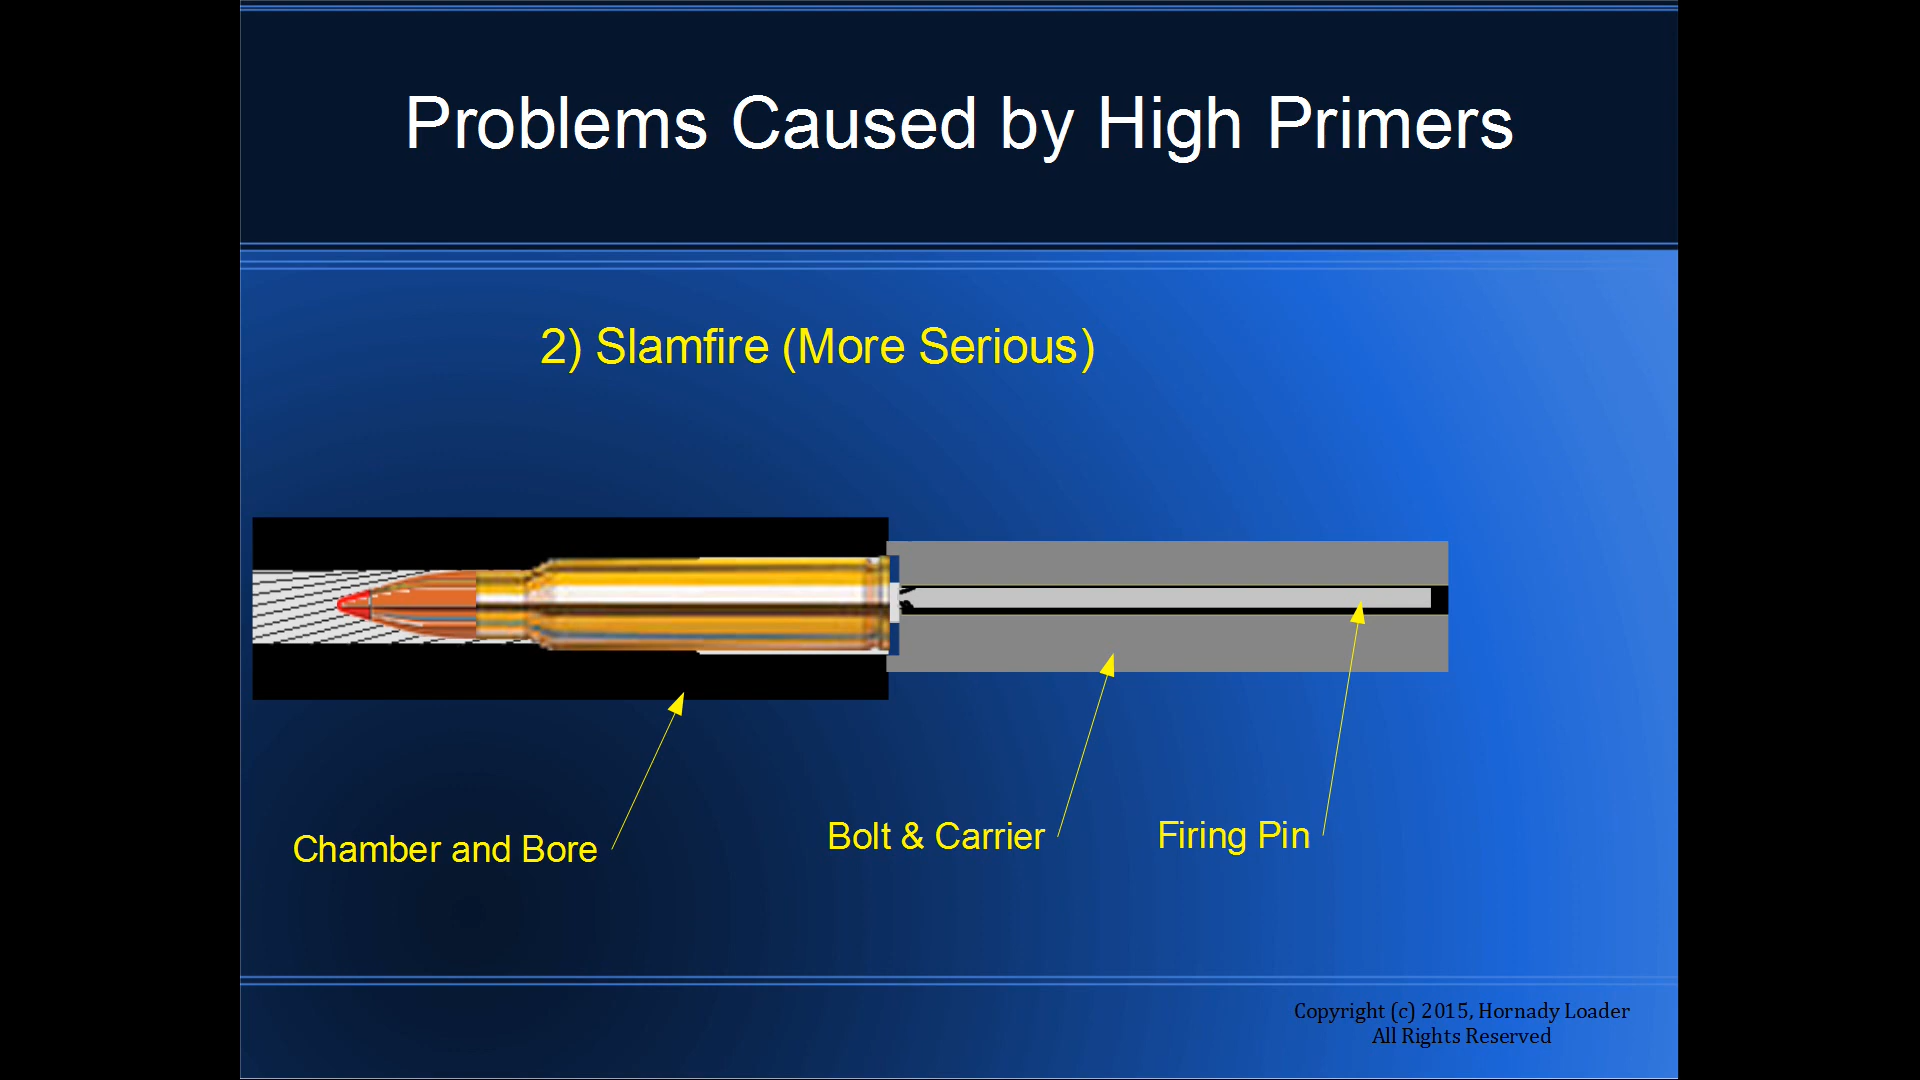 Problems Caused by High Primers
2) Slamfire (More Serious)
Chamber and Bore
Bolt & Carrier
Firing Pin
Copyright (c) 2015, Hornady Loader
All Rights Reserved